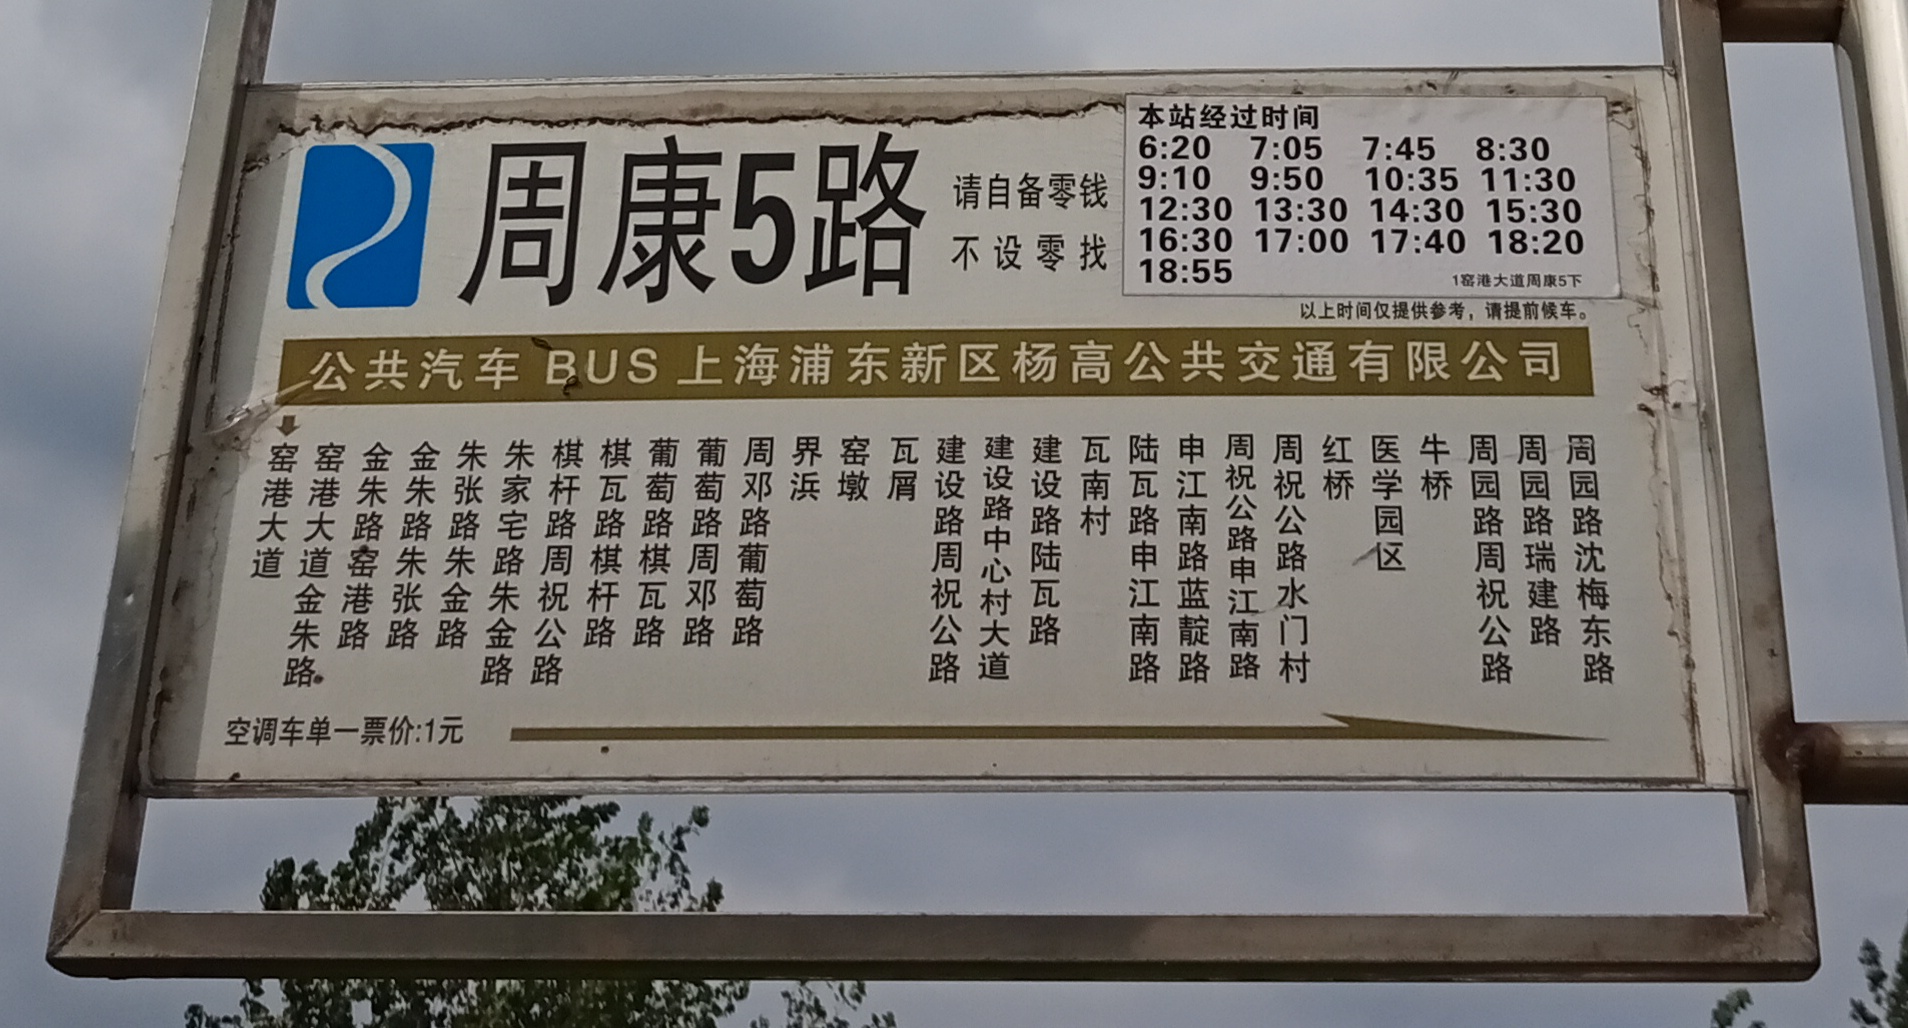 周康5路
请自备零钱
不设零找
本站经过时间
6:20 7:05 7:45 8:30
9:10 9:50 10:35 11:30
12:30 13:30 14:30 15:30
16:30 17:00 17:40 18:20
18:55
1窑港大道周康5下
以上时间仅提供参考，请提前候车。
公共汽车 BUS 上海浦东新区杨高公共交通有限公司
窑港大道
窑港大道金朱路
金朱路窑港路
金朱路朱张路
朱张路朱金路
朱家宅路朱金路
棋杆路周祝公路
棋瓦路棋杆路
葡萄路棋瓦路
葡萄路周邓路
周邓路葡萄路
界浜
窑墩
瓦屑
建设路周祝公路
建设路中心村大道
建设路陆瓦路
瓦南村
陆瓦路申江南路
申江南路蓝靛路
周祝公路申江南路
周祝公路水门村
红桥
医学园区
牛桥
周园路周祝公路
周园路瑞建路
周园路沈梅东路
空调车单一票价:1元